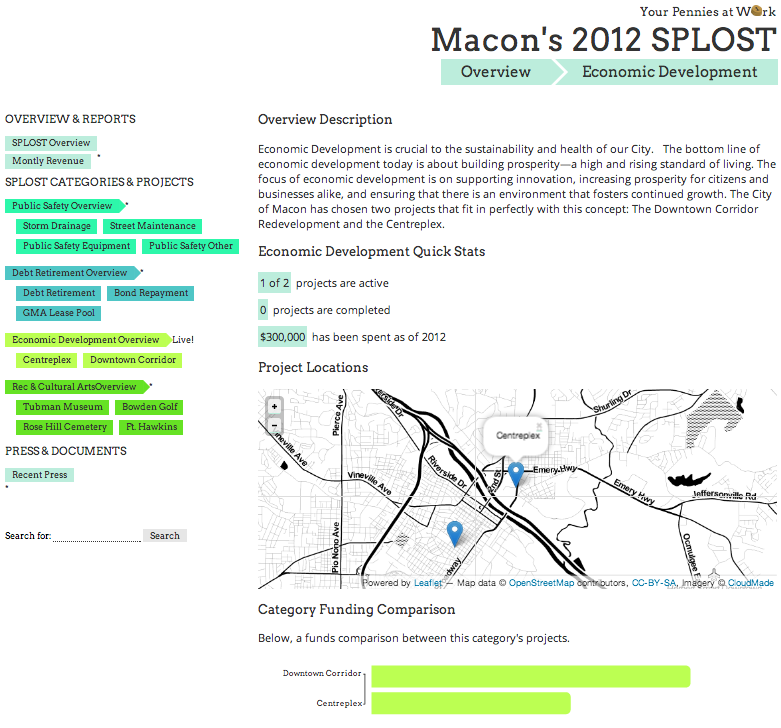 Your Pennies at W rk
Macon's 2012 SPLOST
Overview Economic Development
OVERVIEW & REPORTS
SPLOST Overview
Montly Revenue *
SPLOST CATEGORIES & PROJECTS
Public Safety Overview *
Storm Drainage Street Maintenance
Public Safety Equipment Public Safety Other
Debt Retirement Overview *
Debt Retirement Bond Repayment
GMA Lease Pool
Economic Development Overview Live!
Centreplex Downtown Corridor
Rec & Cultural ArtsOverview *
Tubman Museum Bowden Golf
Rose Hill Cemetery Ft. Hawkins
PRESS & DOCUMENTS
Recent Press
*
Search for: Search
Overview Description
Economic Development is crucial to the sustainability and health of our City. The bottom line of
economic development today is about building prosperity—a high and rising standard of living. The
focus of economic development is on supporting innovation, increasing prosperity for citizens and
businesses alike, and ensuring that there is an environment that fosters continued growth. The City
of Macon has chosen two projects that fit in perfectly with this concept: The Downtown Corridor
Redevelopment and the Centreplex.
Economic Development Quick Stats
1 of 2 projects are active
0 projects are completed
$300,000 has been spent as of 2012
Project Locations
+
−
Pierce Ave
erside Dr
Shurling Dr
Centreplex
ineville Ave
Vineville Ave
Riverside Dr
2nd St
Emery Hwy
Emery Hwy
Jeffersonville Rd
Pio Nono Ave
dway
Ocmulgee E
Powered by Leaflet — Map data © OpenStreetMap contributors, CC-BY-SA, Imagery © CloudMade
Category Funding Comparison
Below, a funds comparison between this category's projects.
Downtown Corridor
Centreplex